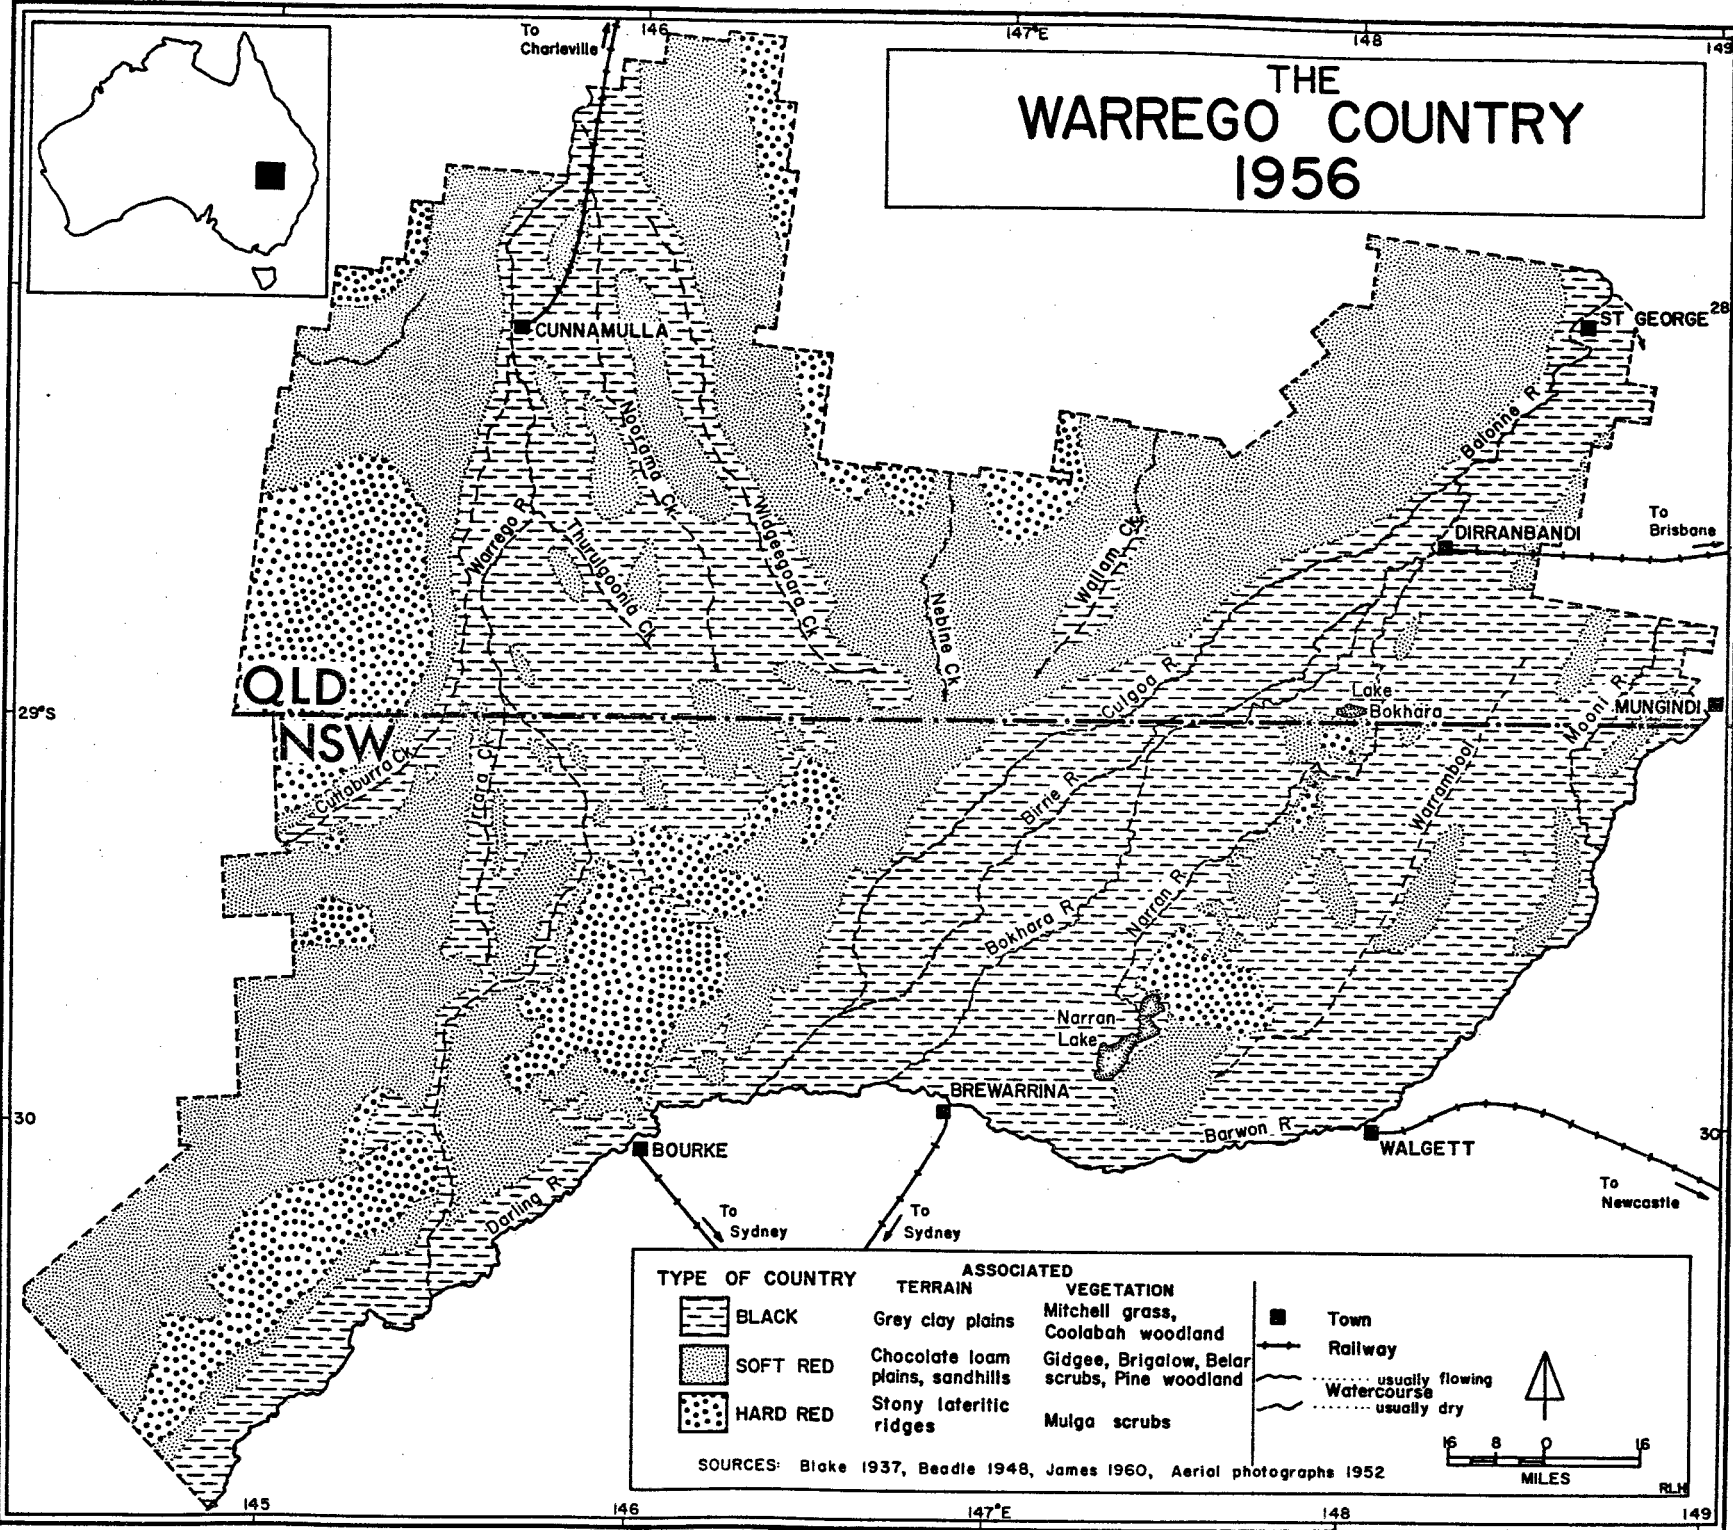 To
Charleville
146
147°E
148
149
THE
WARREGO COUNTRY
1956
28
ST GEORGE
CUNNAMULLA
Balonne R
Noorama Ck
Widgeegoara Ck
Warrego R
Thurulgoonia Ck
Wallam Ck
Nebine Ck
DIRRANBANDI
To
Brisbane
QLD
29°S
NSW
Culgoa R
Lake
Bokhara
Mooni R
MUNGINDI
Cuttaburra Ck
Irrara Ck
Birrie R
Warrambool
Bokhara R
Narran R
Narran
Lake
30
BREWARRINA
BOURKE
Barwon R
WALGETT
30
Darling R
To
Sydney
To
Sydney
To
Newcastle
TYPE OF COUNTRY
ASSOCIATED
TERRAIN
VEGETATION
BLACK
Grey clay plains
Mitchell grass,
Coolabah woodland
SOFT RED
Chocolate loam
plains, sandhills
Gidgee, Brigalow, Belar
scrubs, Pine woodland
HARD RED
Stony lateritic
ridges
Mulga scrubs
Town
Railway
usually flowing
Watercourse
usually dry
16 8 0 16
MILES
SOURCES: Blake 1937, Beadle 1948, James 1960, Aerial photographs 1952
RLH
145
146
147°E
148
149